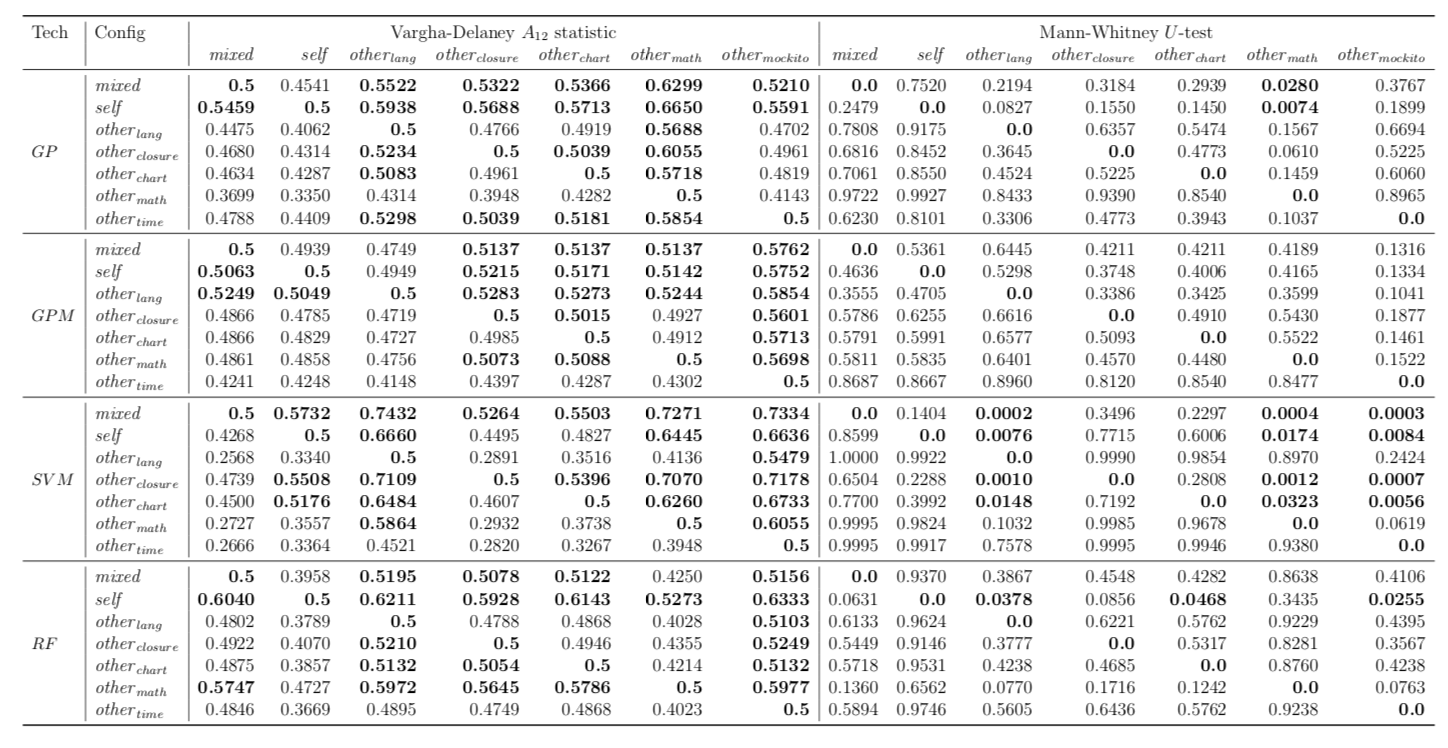 Tech Config Vargha-Delaney A12 statistic Mann-Whitney U-test
mixed self other lang other closure other chart other math other mockito mixed self other lang other closure other chart other math other mockito
mixed 0.5 0.4541 0.5522 0.5322 0.5366 0.6299 0.5210 0.0 0.7520 0.2194 0.3184 0.2939 0.0280 0.3767
self 0.5459 0.5 0.5938 0.5688 0.5713 0.6650 0.5591 0.2479 0.0 0.0827 0.1550 0.1450 0.0074 0.1899
other lang 0.4475 0.4062 0.5 0.4766 0.4919 0.5688 0.4702 0.7808 0.9175 0.0 0.6357 0.5474 0.1567 0.6694
GP other closure 0.4680 0.4314 0.5234 0.5 0.5039 0.6055 0.4961 0.6816 0.8452 0.3645 0.0 0.4773 0.0610 0.5225
other chart 0.4634 0.4287 0.5083 0.4961 0.5 0.5718 0.4819 0.7061 0.8550 0.4524 0.5225 0.0 0.1459 0.6060
other math 0.3699 0.3350 0.4314 0.3948 0.4282 0.5 0.4143 0.9722 0.9927 0.8433 0.9390 0.8540 0.0 0.8965
other time 0.4788 0.4409 0.5298 0.5039 0.5181 0.5854 0.5 0.6230 0.8101 0.3306 0.4773 0.3943 0.1037 0.0
mixed 0.5 0.4939 0.4749 0.5137 0.5137 0.5137 0.5762 0.0 0.5361 0.6445 0.4211 0.4211 0.4189 0.1316
self 0.5063 0.5 0.4949 0.5215 0.5171 0.5142 0.5752 0.4636 0.0 0.5298 0.3748 0.4006 0.4165 0.1334
other lang 0.5249 0.5049 0.5 0.5283 0.5273 0.5244 0.5854 0.3555 0.4705 0.0 0.3386 0.3425 0.3599 0.1041
GPM other closure 0.4866 0.4785 0.4719 0.5 0.5015 0.4927 0.5601 0.5786 0.6255 0.6616 0.0 0.4910 0.5430 0.1877
other chart 0.4866 0.4829 0.4727 0.4985 0.5 0.4912 0.5713 0.5791 0.5991 0.6577 0.5093 0.0 0.5522 0.1461
other math 0.4861 0.4858 0.4756 0.5073 0.5088 0.5 0.5698 0.5811 0.5835 0.6401 0.4570 0.4480 0.0 0.1522
other time 0.4241 0.4248 0.4148 0.4397 0.4287 0.4302 0.5 0.8687 0.8667 0.8960 0.8120 0.8540 0.8477 0.0
mixed 0.5 0.5732 0.7432 0.5264 0.5503 0.7271 0.7334 0.0 0.1404 0.0002 0.3496 0.2297 0.0004 0.0003
self 0.4268 0.5 0.6660 0.4495 0.4827 0.6445 0.6636 0.8599 0.0 0.0076 0.7715 0.6006 0.0174 0.0084
other lang 0.2568 0.3340 0.5 0.2891 0.3516 0.4136 0.5479 1.0000 0.9922 0.0 0.9990 0.9854 0.8970 0.2424
SVM other closure 0.4739 0.5508 0.7109 0.5 0.5396 0.7070 0.7178 0.6504 0.2288 0.0010 0.0 0.2808 0.0012 0.0007
other chart 0.4500 0.5176 0.6484 0.4607 0.5 0.6260 0.6733 0.7700 0.3992 0.0148 0.7192 0.0 0.0323 0.0056
other math 0.2727 0.3557 0.5864 0.2932 0.3738 0.5 0.6055 0.9995 0.9824 0.1032 0.9985 0.9678 0.0 0.0619
other time 0.2666 0.3364 0.4521 0.2820 0.3267 0.3948 0.5 0.9995 0.9917 0.7578 0.9995 0.9946 0.9380 0.0
mixed 0.5 0.3958 0.5195 0.5078 0.5122 0.4250 0.5156 0.0 0.9370 0.3867 0.4548 0.4282 0.8638 0.4106
self 0.6040 0.5 0.6211 0.5928 0.6143 0.5273 0.6333 0.0631 0.0 0.0378 0.0856 0.0468 0.3435 0.0255
other lang 0.4802 0.3789 0.5 0.4788 0.4868 0.4028 0.5103 0.6133 0.9624 0.0 0.6221 0.5762 0.9229 0.4395
RF other closure 0.4922 0.4070 0.5210 0.5 0.4946 0.4355 0.5249 0.5449 0.9146 0.3777 0.0 0.5317 0.8281 0.3567
other chart 0.4875 0.3857 0.5132 0.5054 0.5 0.4214 0.5132 0.5718 0.9531 0.4238 0.4685 0.0 0.8760 0.4238
other math 0.5747 0.4727 0.5972 0.5645 0.5786 0.5 0.5977 0.1360 0.6562 0.0770 0.1716 0.1242 0.0 0.0763
other time 0.4846 0.3669 0.4895 0.4749 0.4868 0.4023 0.5 0.5894 0.9746 0.5605 0.6436 0.5762 0.9238 0.0